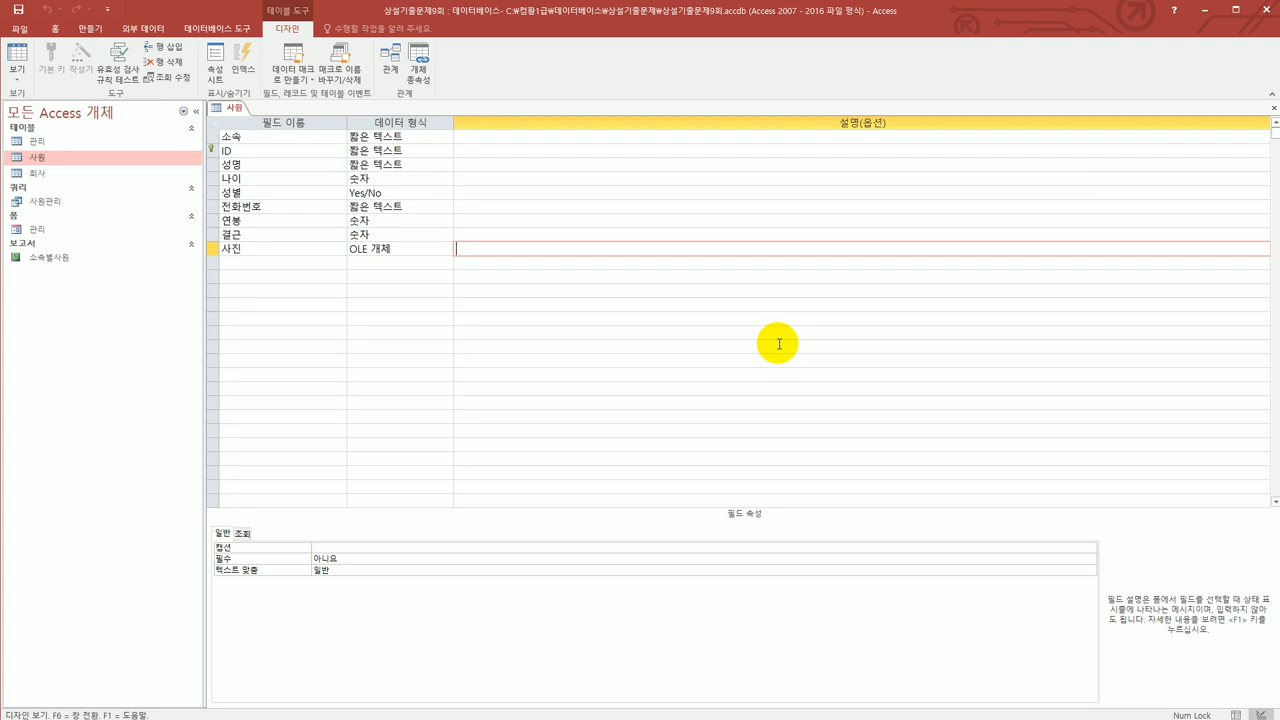 테이블 도구
상설기출문제9회 : 데이터베이스- C:₩컴활1급₩데이터베이스₩상설기출문제₩상설기출문제9회.accdb (Access 2007 - 2016 파일 형식) - Access
?
파일 홈 만들기 외부 데이터 데이터베이스 도구 디자인 수행할 작업을 알려 주세요.
보기
기본 키
작성기
유효성 검사
규칙 테스트
행 삽입
행 삭제
조회 수정
속성
시트
인덱스
데이터 매크
로 만들기
매크로 이름
바꾸기/삭제
관계
개체
종속성
보기 도구 표시/숨기기 필드, 레코드 및 테이블 이벤트 관계
모든 Access 개체
테이블
관리
사원
회사
쿼리
사원관리
폼
관리
보고서
소속별사원
사원
필드 이름 데이터 형식 설명(옵션)
소속 짧은 텍스트
ID 짧은 텍스트
성명 짧은 텍스트
나이 숫자
성별 Yes/No
전화번호 짧은 텍스트
연봉 숫자
결근 숫자
사진 OLE 개체
필드 속성
일반 조회
캡션
필수 아니요
텍스트 맞춤 일반
필드 설명은 폼에서 필드를 선택할 때 상태 표
시줄에 나타나는 메시지이며, 입력하지 않아
도 됩니다. 자세한 내용을 보려면 <F1> 키를
누르십시오.
디자인 보기. F6 = 창 전환. F1 = 도움말.
Num Lock